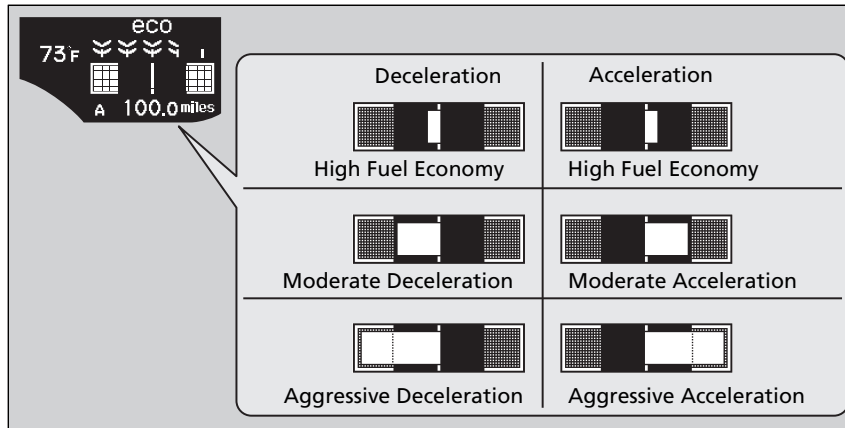 eco
73°F
A 100.0 miles
Deceleration Acceleration
High Fuel Economy High Fuel Economy
Moderate Deceleration Moderate Acceleration
Aggressive Deceleration Aggressive Acceleration